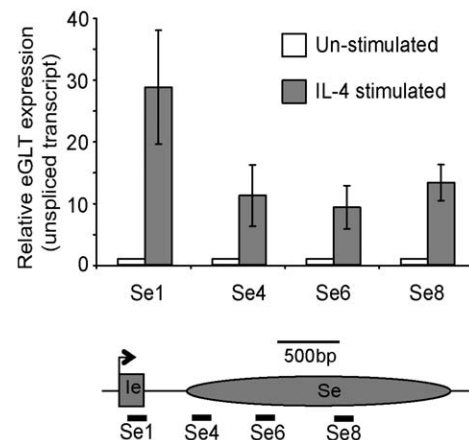 Relative eGLT expression
(unspliced transcript)
40
30
20
10
0
Un-stimulated
IL-4 stimulated
Se1 Se4 Se6 Se8
500bp
Ie Se
Se1 Se4 Se6 Se8